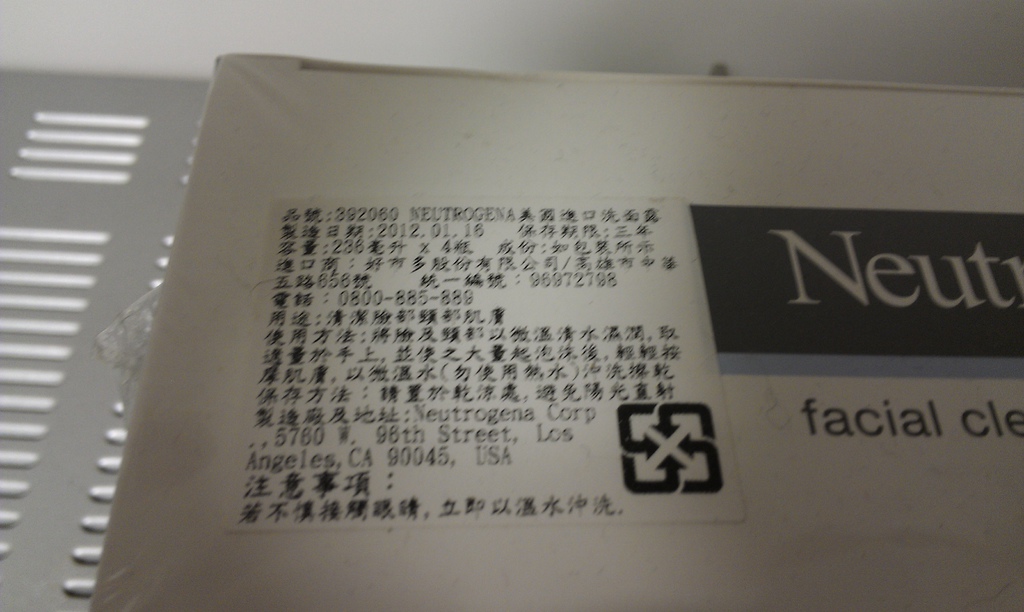 品號:392060 NEUTROGENA美國進口洗面露
製造日期:2012.01.16 保存期限:三年
容量:236毫升 x 4瓶 成份:如包裝所示
進口商:好市多股份有限公司/高雄市中華
五路656號 統一編號:96972798
電話:0800-885-889
用途:清潔臉部頸部肌膚
使用方法:將臉及頸部以微溫清水濕潤,取
適量於手上,並使之大量起泡沫後,輕輕按
摩肌膚,以微溫水(勿使用熱水)沖洗擦乾
保存方法:請置於乾涼處,避免陽光直射
製造廠及地址:Neutrogena Corp
.,5760 W. 96th Street, Los
Angeles,CA 90045, USA
注意事項:
若不慎接觸眼睛,立即以溫水沖洗.
Neutr
facial cle